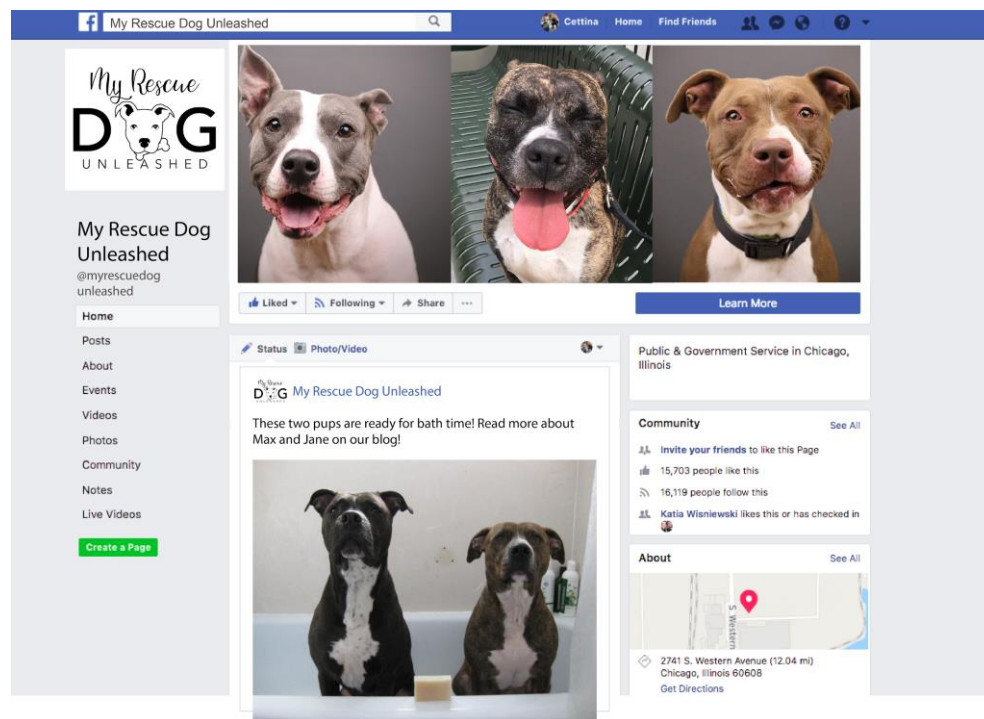 f My Rescue Dog Unleashed
Cettina Home Find Friends
My Rescue
DOG
UNLEASHED
My Rescue Dog
Unleashed
@myrescuedog
unleashed
Home
Posts
About
Events
Videos
Photos
Community
Notes
Live Videos
Create a Page
Liked Following Share ...
Learn More
Status Photo/Video
My Rescue
DOG
UNLEASHED
My Rescue Dog Unleashed
These two pups are ready for bath time! Read more about
Max and Jane on our blog!
Public & Government Service in Chicago,
Illinois
Community See All
Invite your friends to like this Page
15,703 people like this
16,119 people follow this
Katia Wisniewski likes this or has checked in
About See All
S. Western
2741 S. Western Avenue (12.04 mi)
Chicago, Illinois 60608
Get Directions